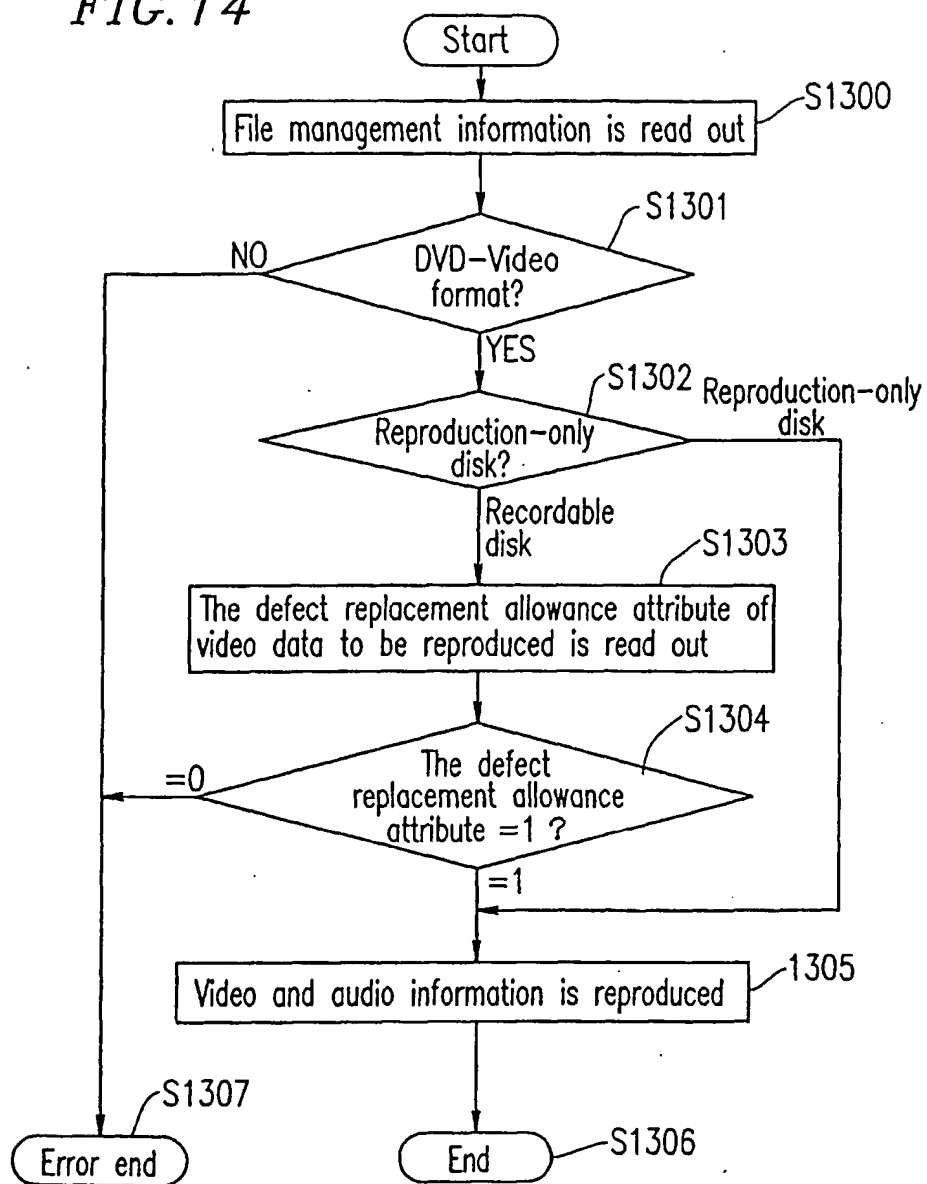 FIG. 14
Start
S1300
File management information is read out
S1301
NO
DVD-Video
format?
YES
S1302
Reproduction-only
disk
Reproduction-only
disk?
Recordable
disk
S1303
The defect replacement allowance attribute of
video data to be reproduced is read out
S1304
=0
The defect
replacement allowance
attribute =1 ?
=1
1305
Video and audio information is reproduced
S1307
Error end
End
S1306